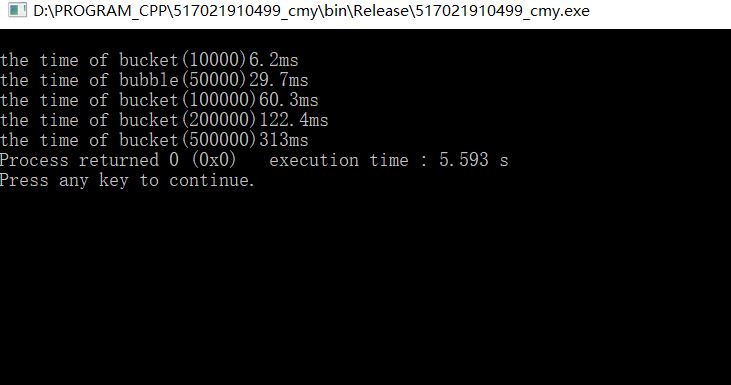 D:\PROGRAM_CPP\517021910499_cmy\bin\Release\517021910499_cmy.exe
the time of bucket(10000)6.2ms
the time of bubble(50000)29.7ms
the time of bucket(100000)60.3ms
the time of bucket(200000)122.4ms
the time of bucket(500000)313ms
Process returned 0 (0x0)   execution time : 5.593 s
Press any key to continue.